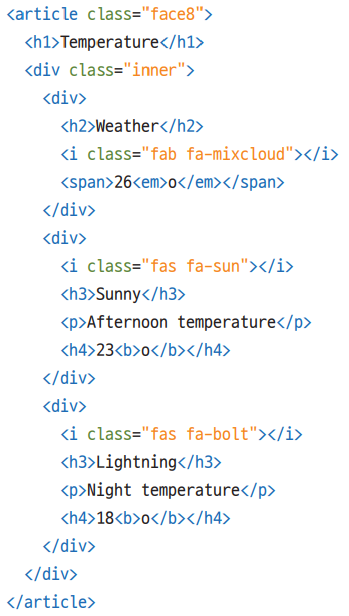 <article class="face8">
  <h1>Temperature</h1>
  <div class="inner">
    <div>
      <h2>Weather</h2>
      <i class="fab fa-mixcloud"></i>
      <span>26<em>o</em></span>
    </div>
    <div>
      <i class="fas fa-sun"></i>
      <h3>Sunny</h3>
      <p>Afternoon temperature</p>
      <h4>23<b>o</b></h4>
    </div>
    <div>
      <i class="fas fa-bolt"></i>
      <h3>Lightning</h3>
      <p>Night temperature</p>
      <h4>18<b>o</b></h4>
    </div>
  </div>
</article>